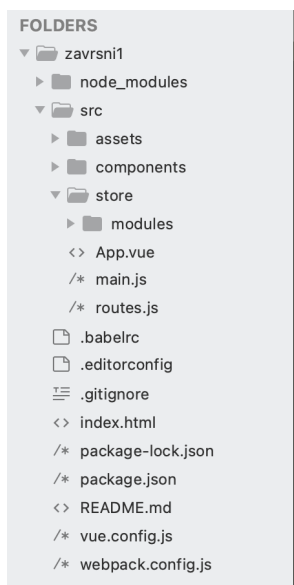 FOLDERS
zavrsni1
node_modules
src
assets
components
store
modules
<> App.vue
/* main.js
/* routes.js
.babelrc
.editorconfig
.gitignore
<> index.html
/* package-lock.json
/* package.json
<> README.md
/* vue.config.js
/* webpack.config.js